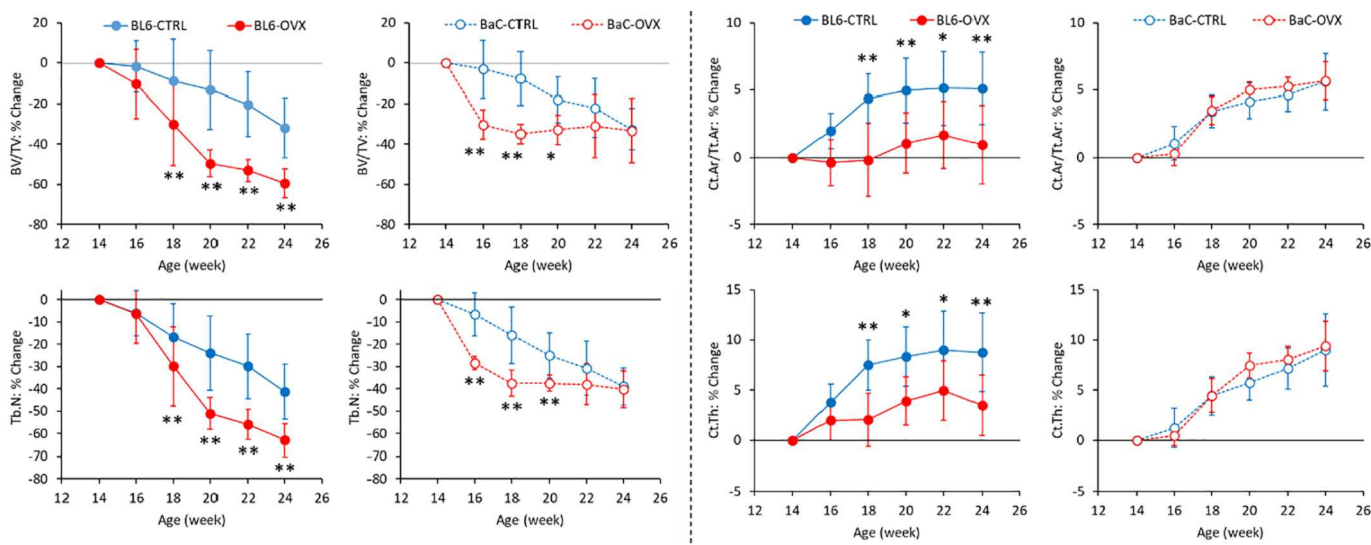 BL6-CTRL BL6-OVX
BV/TV: % Change
20
0
-20
-40
-60
-80
** ** ** **
12 14 16 18 20 22 24 26
Age (week)
BaC-CTRL BaC-OVX
BV/TV: % Change
20
0
-20
-40
-60
-80
** ** *
12 14 16 18 20 22 24 26
Age (week)
BL6-CTRL BL6-OVX
Ct.Ar/Tt.Ar: % Change
10
5
0
-5
** ** * **
12 14 16 18 20 22 24 26
Age (week)
BaC-CTRL BaC-OVX
Ct.Ar/Tt.Ar: % Change
10
5
0
-5
12 14 16 18 20 22 24 26
Age (week)
Tb.N: % Change
0
-10
-20
-30
-40
-50
-60
-70
-80
** ** ** **
12 14 16 18 20 22 24 26
Age (week)
Tb.N: % Change
0
-10
-20
-30
-40
-50
-60
-70
-80
** ** **
12 14 16 18 20 22 24 26
Age (week)
Ct.Th: % Change
15
10
5
0
-5
** * * **
12 14 16 18 20 22 24 26
Age (week)
Ct.Th: % Change
15
10
5
0
-5
12 14 16 18 20 22 24 26
Age (week)